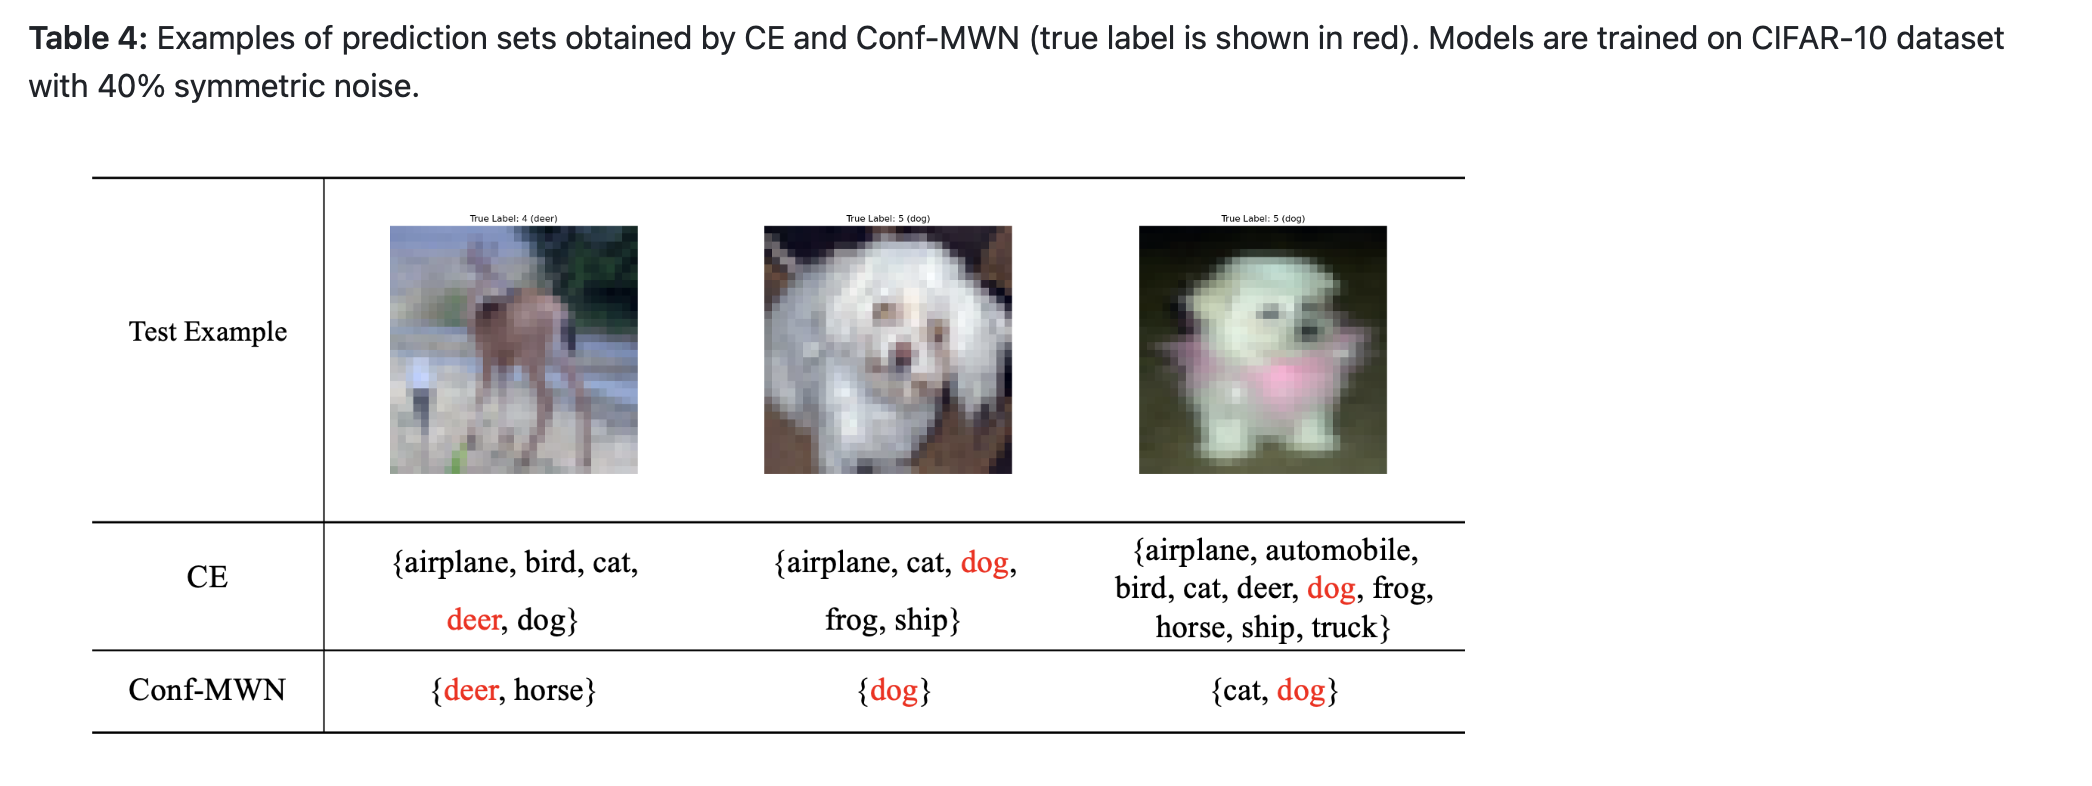 Table 4: Examples of prediction sets obtained by CE and Conf-MWN (true label is shown in red). Models are trained on CIFAR-10 dataset
with 40% symmetric noise.
True Label: 4 (deer)
True Label: 5 (dog)
True Label: 5 (dog)
Test Example
CE
{airplane, bird, cat,
deer, dog}
{airplane, cat, dog,
frog, ship}
{airplane, automobile,
bird, cat, deer, dog, frog,
horse, ship, truck}
Conf-MWN
{deer, horse}
{dog}
{cat, dog}